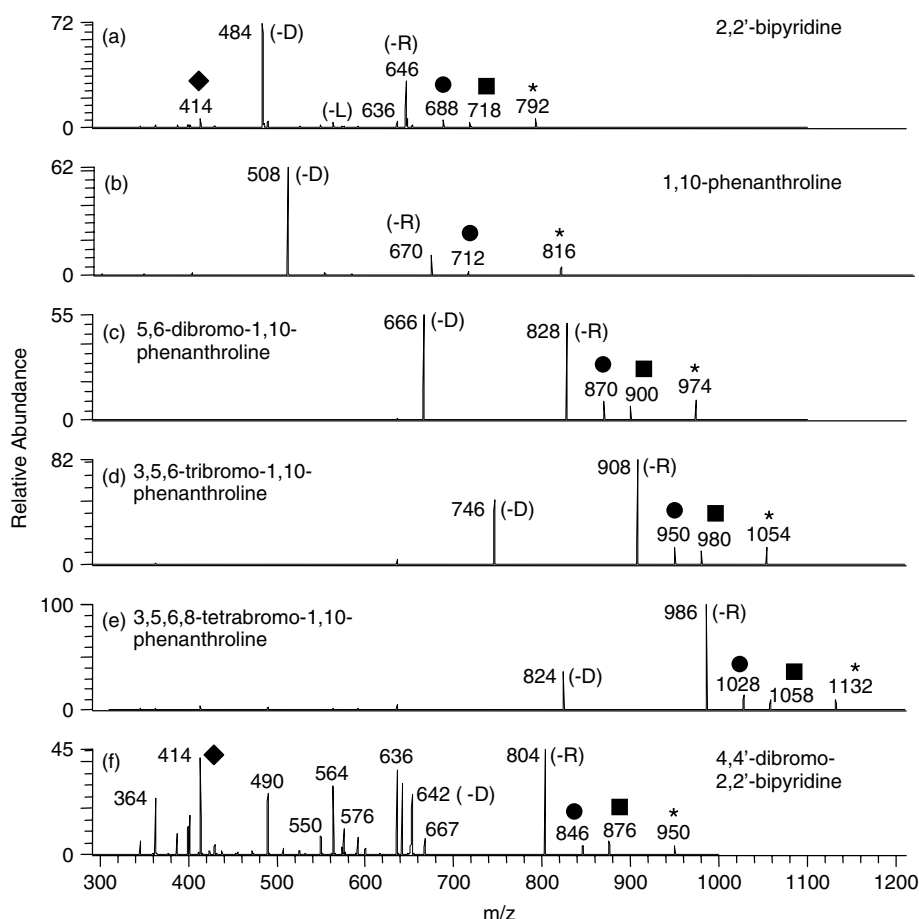 72
(a)
484
(-D)
2,2'-bipyridine
(-R)
646
◆
414
(-L)
636
●
688
■
718
*
792
0
62
(b)
508
(-D)
1,10-phenanthroline
(-R)
670
●
712
*
816
0
55
(c)
5,6-dibromo-1,10-
phenanthroline
666
(-D)
828
(-R)
●
870
■
900
*
974
0
82
(d)
3,5,6-tribromo-1,10-
phenanthroline
746
(-D)
908
(-R)
●
950
■
980
*
1054
0
100
(e)
3,5,6,8-tetrabromo-1,10-
phenanthroline
824
(-D)
986
(-R)
●
1028
■
1058
*
1132
0
45
(f)
364
414
◆
490
550
564
576
636
642 ( -D)
667
804
(-R)
●
846
■
876
*
950
4,4'-dibromo-
2,2'-bipyridine
0
300 400 500 600 700 800 900 1000 1100 1200
m/z
Relative Abundance